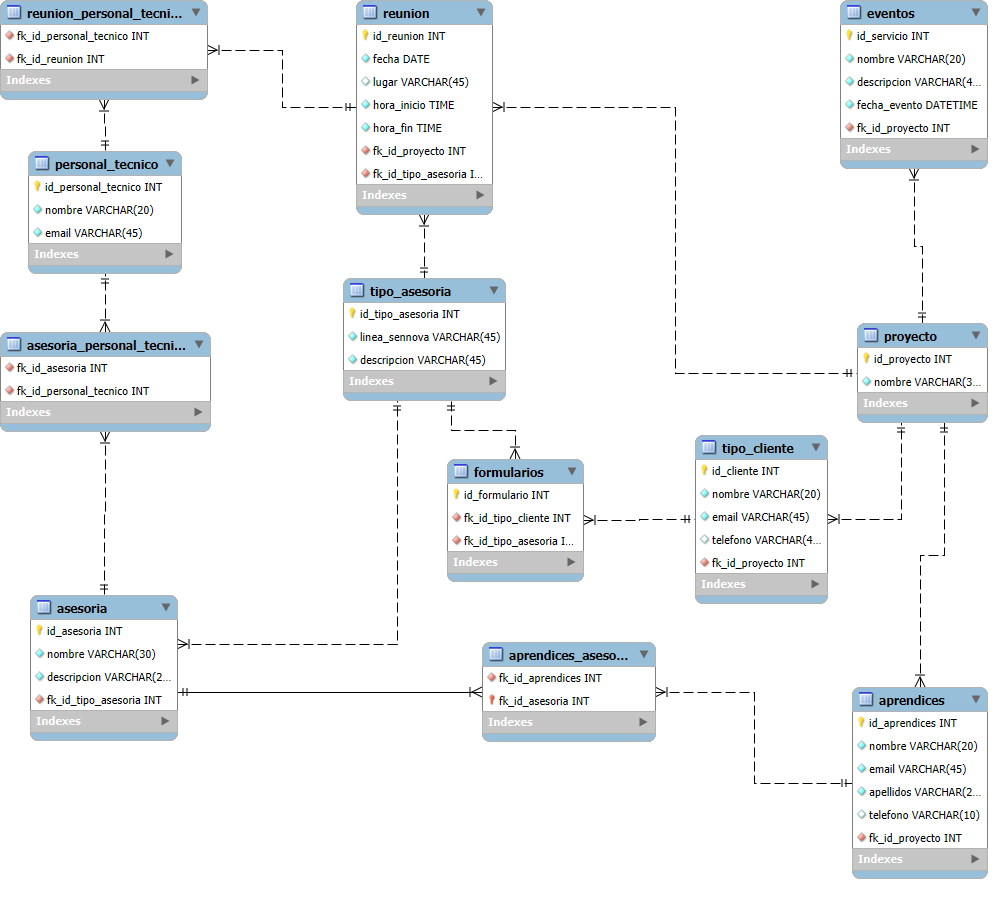 reunion_personal_tecni...
fk_id_personal_tecnico INT
fk_id_reunion INT
Indexes
reunion
id_reunion INT
fecha DATE
lugar VARCHAR(45)
hora_inicio TIME
hora_fin TIME
fk_id_proyecto INT
fk_id_tipo_asesoria I...
Indexes
eventos
id_servicio INT
nombre VARCHAR(20)
descripcion VARCHAR(4...
fecha_evento DATETIME
fk_id_proyecto INT
Indexes
personal_tecnico
id_personal_tecnico INT
nombre VARCHAR(20)
email VARCHAR(45)
Indexes
tipo_asesoria
id_tipo_asesoria INT
linea_sennova VARCHAR(45)
descripcion VARCHAR(45)
Indexes
proyecto
id_proyecto INT
nombre VARCHAR(3...
Indexes
asesoria_personal_tecni...
fk_id_asesoria INT
fk_id_personal_tecnico INT
Indexes
formularios
id_formulario INT
fk_id_tipo_cliente INT
fk_id_tipo_asesoria I...
Indexes
tipo_cliente
id_cliente INT
nombre VARCHAR(20)
email VARCHAR(45)
telefono VARCHAR(4...
fk_id_proyecto INT
Indexes
asesoria
id_asesoria INT
nombre VARCHAR(30)
descripcion VARCHAR(2...
fk_id_tipo_asesoria INT
Indexes
aprendices_aseso...
fk_id_aprendices INT
fk_id_asesoria INT
Indexes
aprendices
id_aprendices INT
nombre VARCHAR(20)
email VARCHAR(45)
apellidos VARCHAR(2...
telefono VARCHAR(10)
fk_id_proyecto INT
Indexes